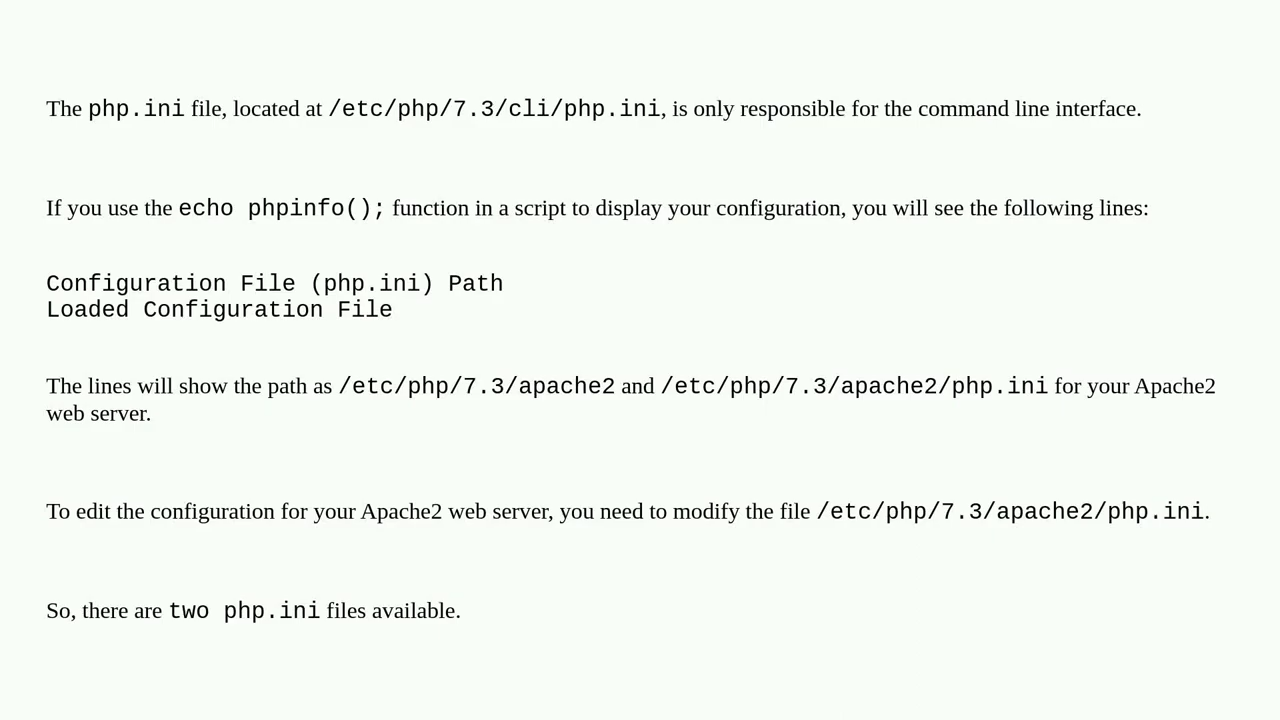 The php.ini file, located at /etc/php/7.3/cli/php.ini, is only responsible for the command line interface.
If you use the echo phpinfo(); function in a script to display your configuration, you will see the following lines:
Configuration File (php.ini) Path
Loaded Configuration File
The lines will show the path as /etc/php/7.3/apache2 and /etc/php/7.3/apache2/php.ini for your Apache2
web server.
To edit the configuration for your Apache2 web server, you need to modify the file /etc/php/7.3/apache2/php.ini.
So, there are two php.ini files available.